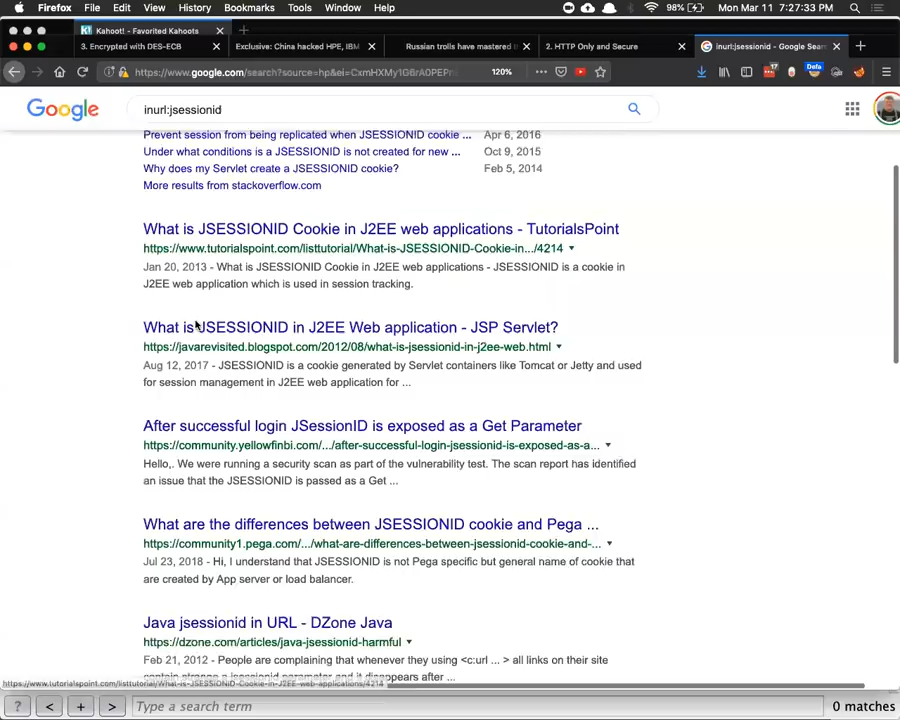 Firefox File Edit View History Bookmarks Tools Window Help 98% Mon Mar 11 7:27:33 PM
Kahoot! - Favorited Kahoots
3. Encrypted with DES-ECB Exclusive: China hacked HPE, IBM Russian trolls have mastered t 2. HTTP Only and Secure inurl:jsessionid - Google Sear
https://www.google.com/search?source=hp&ei= 120% 17 Defa
Google inurl:jsessionid
Prevent session from being replicated when JSESSIONID cookie ... Apr 6, 2016
Under what conditions is a JSESSIONID is not created for new ... Oct 9, 2015
Why does my Servlet create a JSESSIONID cookie? Feb 5, 2014
More results from stackoverflow.com
What is JSESSIONID Cookie in J2EE web applications - TutorialsPoint
https://www.tutorialspoint.com/listtutorial/What-is-JSESSIONID-Cookie-in.../4214
Jan 20, 2013 - What is JSESSIONID Cookie in J2EE web applications - JSESSIONID is a cookie in
J2EE web application which is used in session tracking.
What is JSESSIONID in J2EE Web application - JSP Servlet?
https://javarevisited.blogspot.com/2012/08/what-is-jsessionid-in-j2ee-web.html
Aug 12, 2017 - JSESSIONID is a cookie generated by Servlet containers like Tomcat or Jetty and used
for session management in J2EE web application for ...
After successful login JSessionID is exposed as a Get Parameter
https://community.yellowfinbi.com/.../after-successful-login-jsessionid-is-exposed-as-a...
Hello,. We were running a security scan as part of the vulnerability test. The scan report has identified
an issue that the JSESSIONID is passed as a Get ...
What are the differences between JSESSIONID cookie and Pega ...
https://community1.pega.com/.../what-are-differences-between-jsessionid-cookie-and-...
Jul 23, 2018 - Hi, I understand that JSESSIONID is not Pega specific but general name of cookie that
are created by App server or load balancer.
Java jsessionid in URL - DZone Java
https://dzone.com/articles/java-jsessionid-harmful
Feb 21, 2012 - People are complaining that whenever they using <c:url ... > all links on their site
contain strange a jsessionid parameter and it disappears after ...
https://www.tutorialspoint.com/listtutorial/What-is-JSESSIONID-Cookie-in-J2EE-web-applications/4214
? < + > Type a search term 0 matches